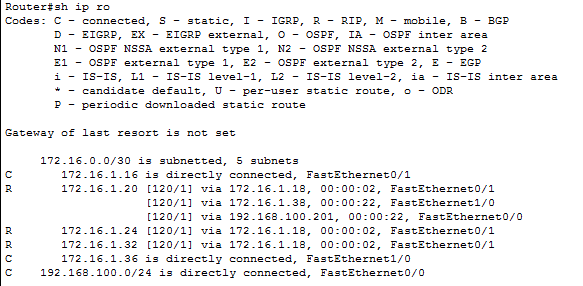 Router#sh ip ro
Codes: C - connected, S - static, I - IGRP, R - RIP, M - mobile, B - BGP
       D - EIGRP, EX - EIGRP external, O - OSPF, IA - OSPF inter area
       N1 - OSPF NSSA external type 1, N2 - OSPF NSSA external type 2
       E1 - OSPF external type 1, E2 - OSPF external type 2, E - EGP
       i - IS-IS, L1 - IS-IS level-1, L2 - IS-IS level-2, ia - IS-IS inter area
       * - candidate default, U - per-user static route, o - ODR
       P - periodic downloaded static route

Gateway of last resort is not set

     172.16.0.0/30 is subnetted, 5 subnets
C       172.16.1.16 is directly connected, FastEthernet0/1
R       172.16.1.20 [120/1] via 172.16.1.18, 00:00:02, FastEthernet0/1
                    [120/1] via 172.16.1.38, 00:00:22, FastEthernet1/0
                    [120/1] via 192.168.100.201, 00:00:22, FastEthernet0/0
R       172.16.1.24 [120/1] via 172.16.1.18, 00:00:02, FastEthernet0/1
R       172.16.1.32 [120/1] via 172.16.1.18, 00:00:02, FastEthernet0/1
C       172.16.1.36 is directly connected, FastEthernet1/0
C    192.168.100.0/24 is directly connected, FastEthernet0/0